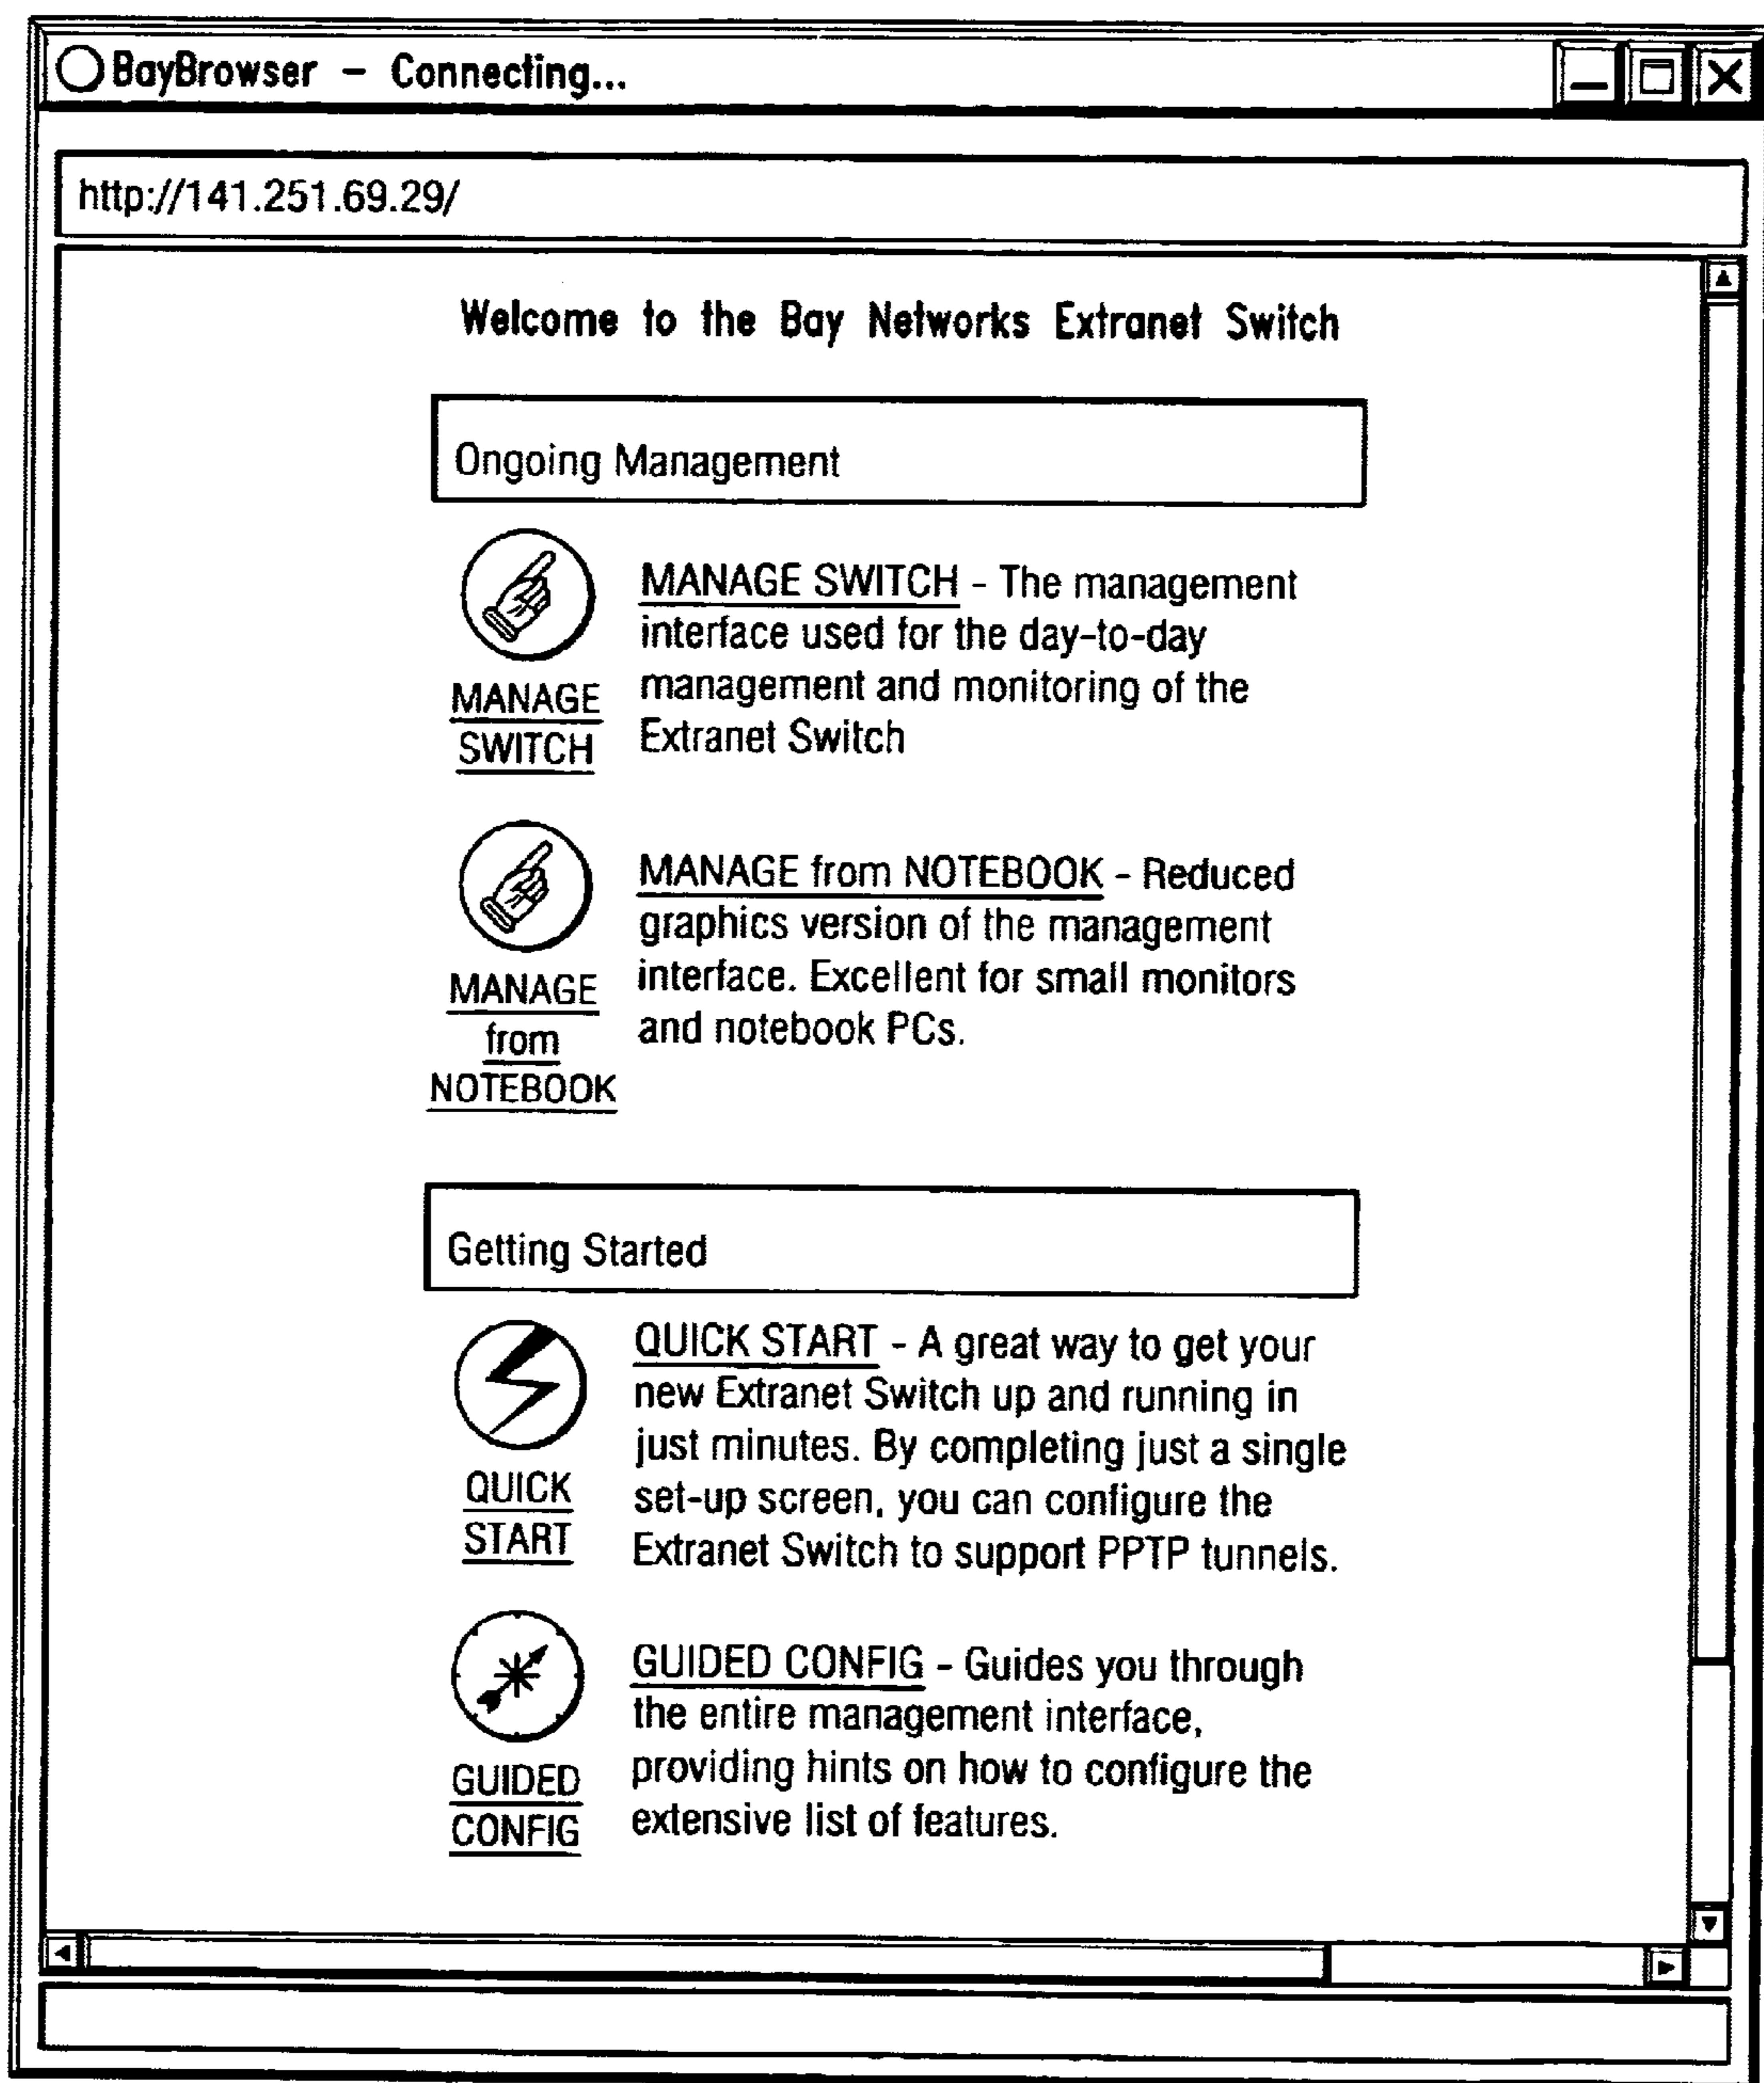 BayBrowser - Connecting...
http://141.251.69.29/
Welcome to the Bay Networks Extranet Switch
Ongoing Management
MANAGE
SWITCH
MANAGE SWITCH - The management
interface used for the day-to-day
management and monitoring of the
Extranet Switch
MANAGE
from
NOTEBOOK
MANAGE from NOTEBOOK - Reduced
graphics version of the management
interface. Excellent for small monitors
and notebook PCs.
Getting Started
QUICK
START
QUICK START - A great way to get your
new Extranet Switch up and running in
just minutes. By completing just a single
set-up screen, you can configure the
Extranet Switch to support PPTP tunnels.
GUIDED
CONFIG
GUIDED CONFIG - Guides you through
the entire management interface,
providing hints on how to configure the
extensive list of features.